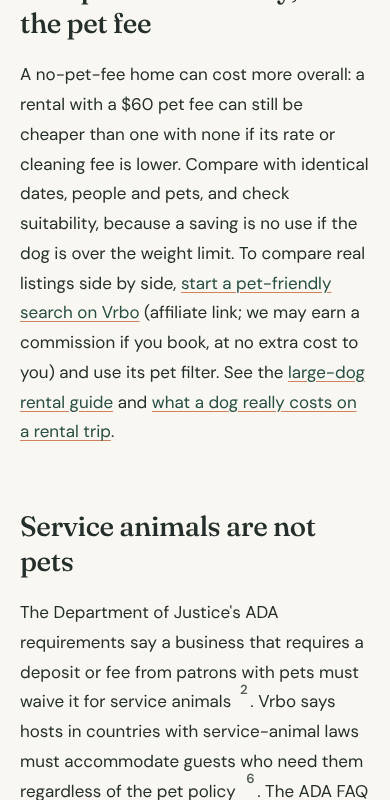 the pet fee
A no-pet-fee home can cost more overall: a
rental with a $60 pet fee can still be
cheaper than one with none if its rate or
cleaning fee is lower. Compare with identical
dates, people and pets, and check
suitability, because a saving is no use if the
dog is over the weight limit. To compare real
listings side by side, start a pet-friendly
search on Vrbo (affiliate link; we may earn a
commission if you book, at no extra cost to
you) and use its pet filter. See the large-dog
rental guide and what a dog really costs on
a rental trip.
Service animals are not
pets
The Department of Justice's ADA
requirements say a business that requires a
deposit or fee from patrons with pets must
waive it for service animals 2. Vrbo says
hosts in countries with service-animal laws
must accommodate guests who need them
regardless of the pet policy 6. The ADA FAQ